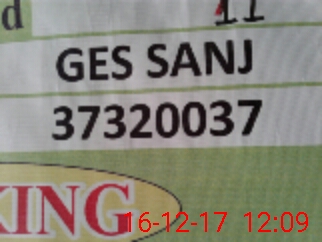 d 11
GES SANJ
37320037
KING
16-12-17 12:09